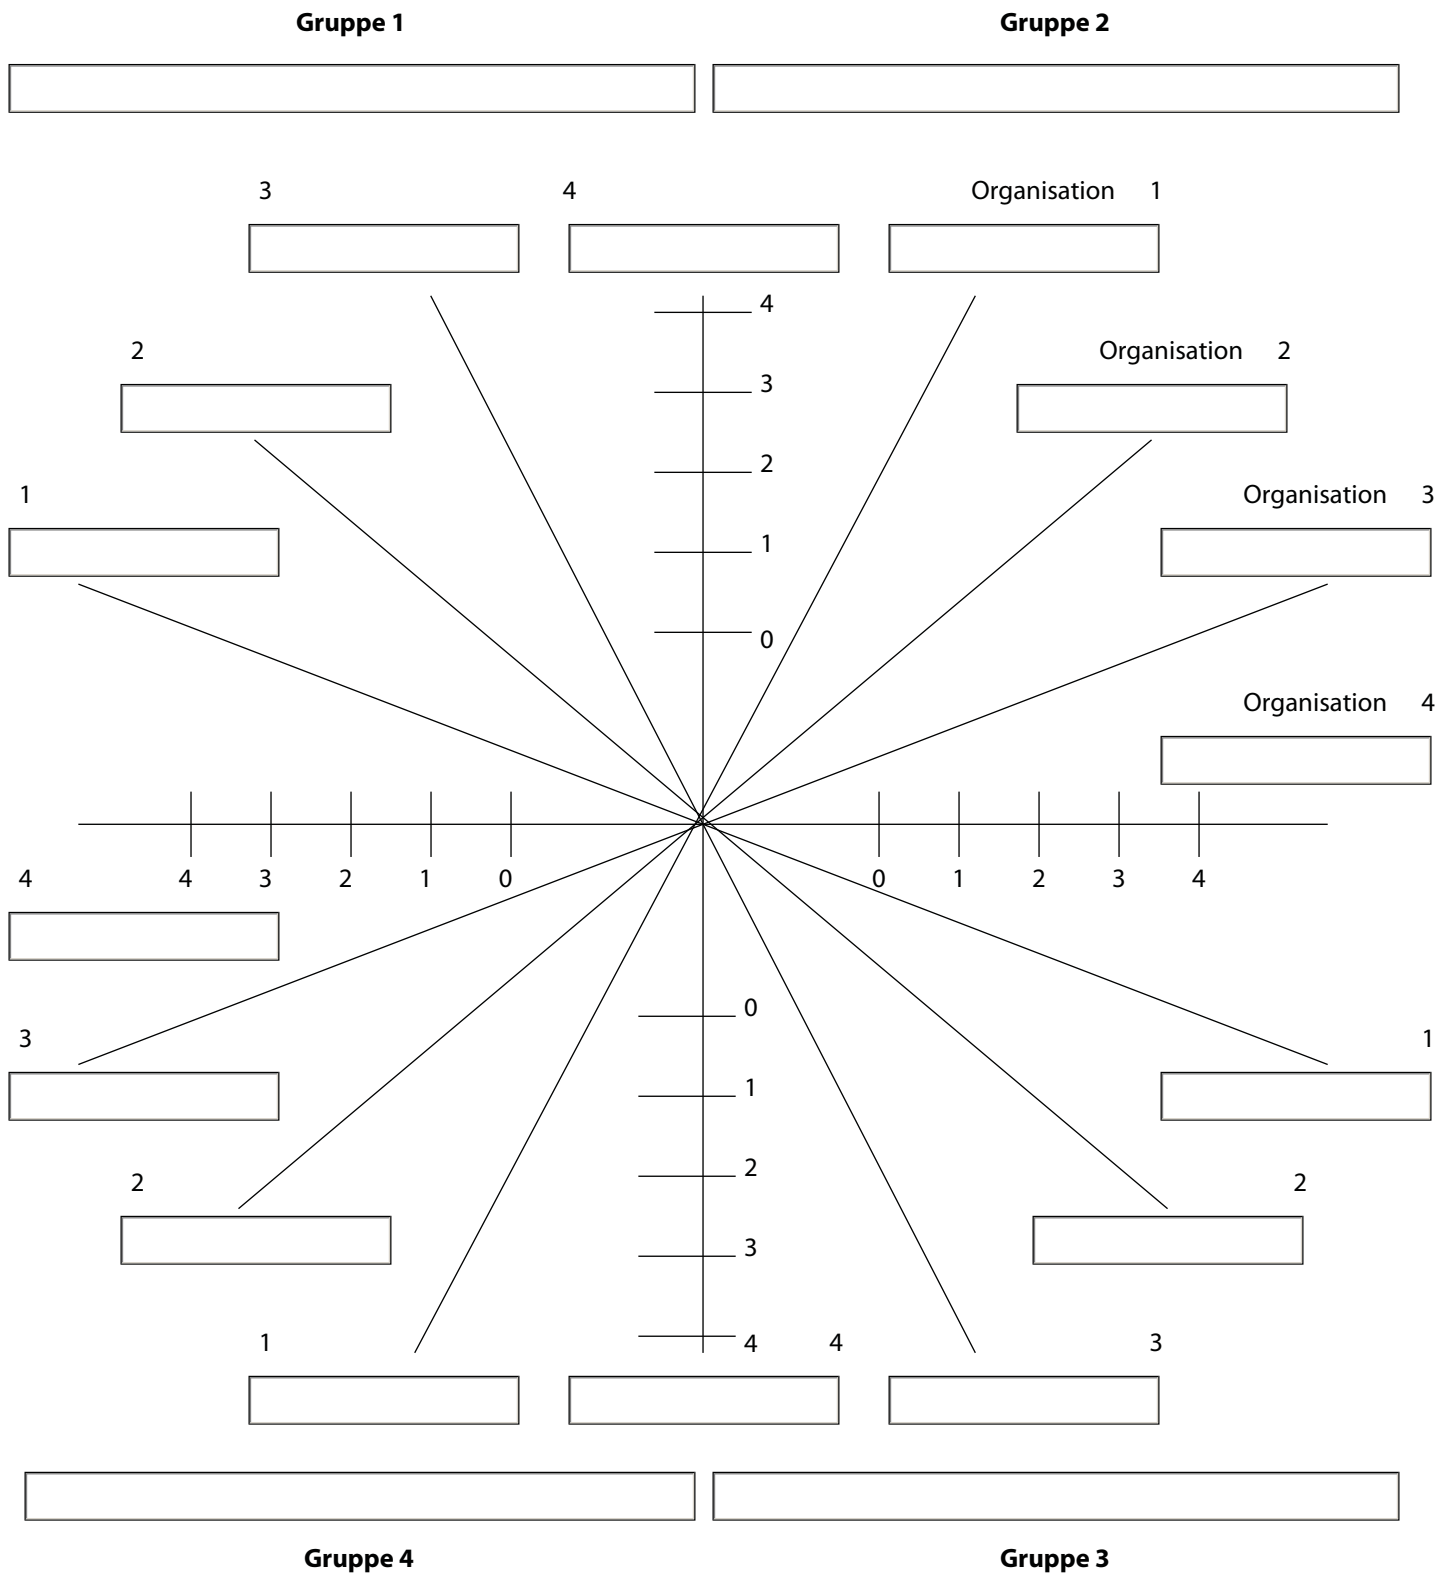 Gruppe 1 Gruppe 2
3 4 Organisation 1
4
2 Organisation 2
3
2
1 Organisation 3
1
0
Organisation 4
4 4 3 2 1 0 0 1 2 3 4
0
3 1
1
2 2
2
3
1 4 4 3
Gruppe 4 Gruppe 3